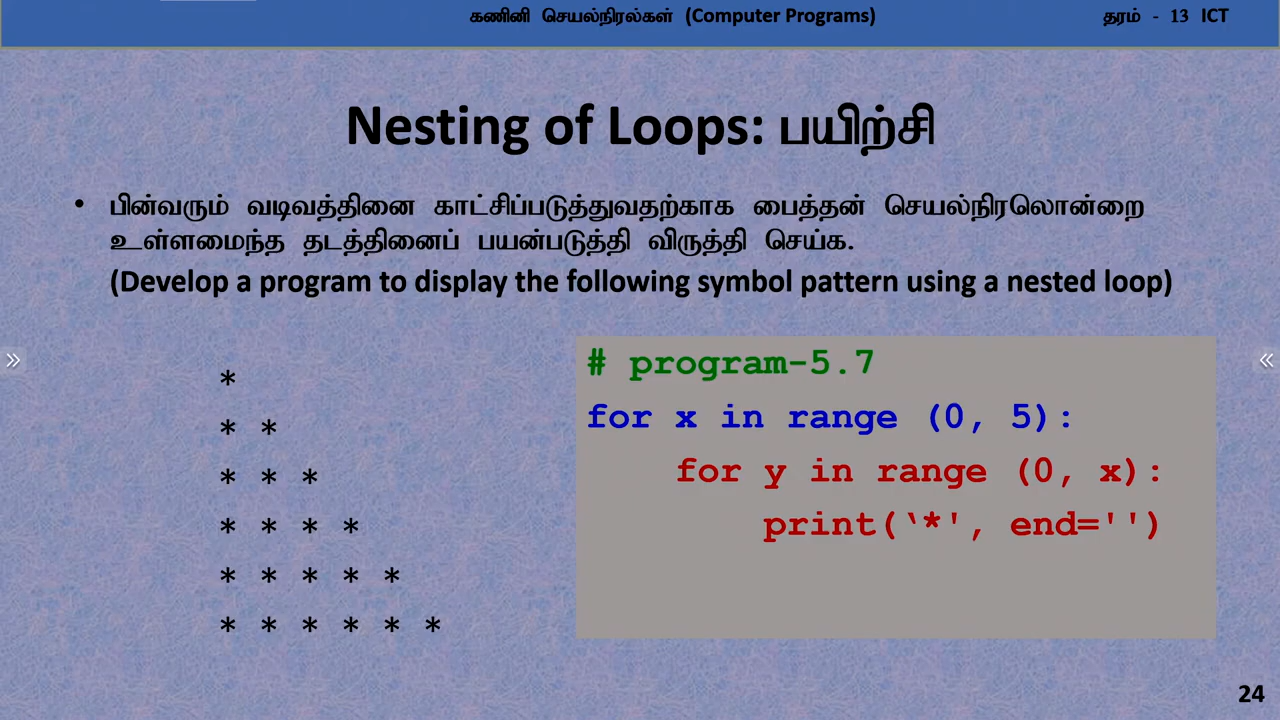 கணினி செயல்நிரல்கள் (Computer Programs) தரம் - 13 ICT
Nesting of Loops: பயிற்சி
• பின்வரும் வடிவத்தினை காட்சிப்படுத்துவதற்காக பைத்தன் செயல்நிரலொன்றை
உள்ளமைந்த தடத்தினைப் பயன்படுத்தி விருத்தி செய்க.
(Develop a program to display the following symbol pattern using a nested loop)
*
* *
* * *
* * * *
* * * * *
* * * * * *
# program-5.7
for x in range (0, 5):
for y in range (0, x):
print(‘*', end='')
24